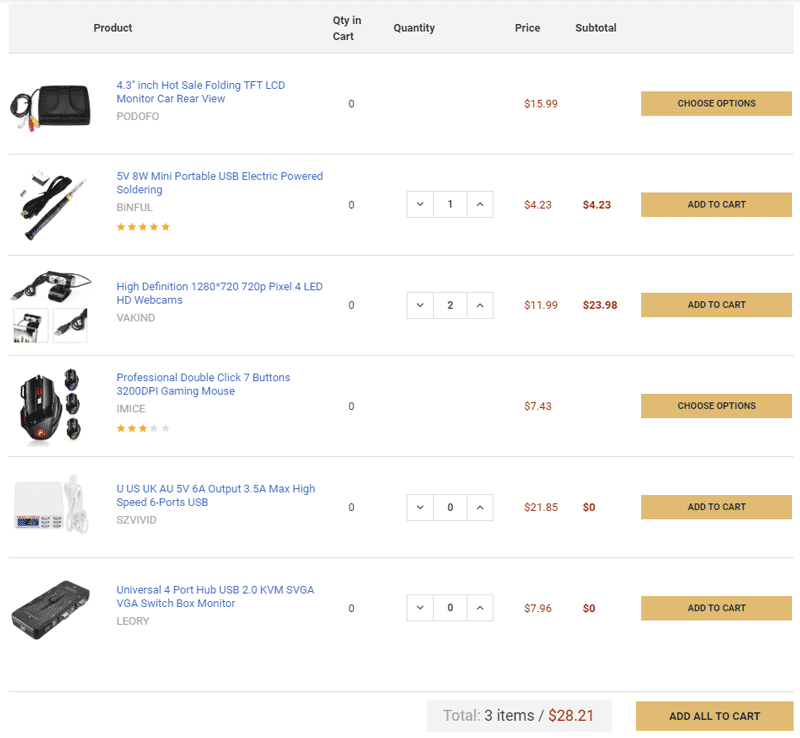 Product
Qty in
Cart
Quantity
Price
Subtotal
4.3" inch Hot Sale Folding TFT LCD
Monitor Car Rear View
PODOFO
0
$15.99
CHOOSE OPTIONS
5V 8W Mini Portable USB Electric Powered
Soldering
BiNFUL
0
1
$4.23
$4.23
ADD TO CART
High Definition 1280*720 720p Pixel 4 LED
HD Webcams
VAKIND
0
2
$11.99
$23.98
ADD TO CART
Professional Double Click 7 Buttons
3200DPI Gaming Mouse
IMICE
0
$7.43
CHOOSE OPTIONS
U US UK AU 5V 6A Output 3.5A Max High
Speed 6-Ports USB
SZVIVID
0
0
$21.85
$0
ADD TO CART
Universal 4 Port Hub USB 2.0 KVM SVGA
VGA Switch Box Monitor
LEORY
0
0
$7.96
$0
ADD TO CART
Total: 3 items / $28.21
ADD ALL TO CART